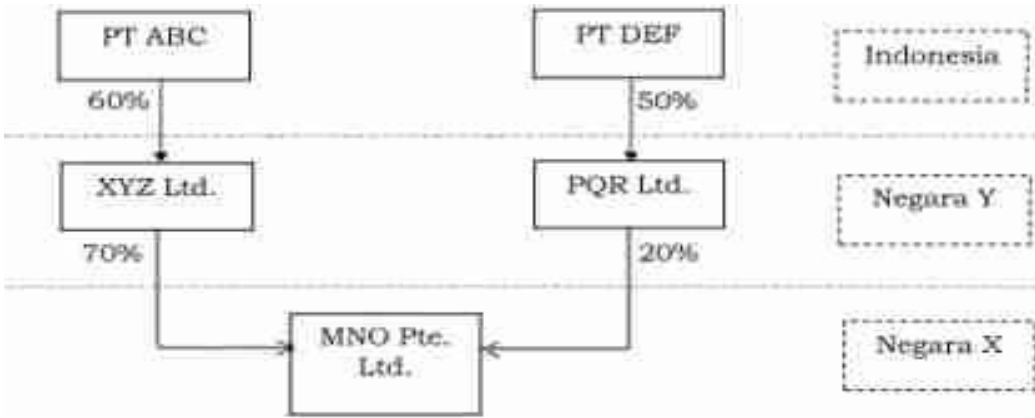 PT ABC
PT DEF
Indonesia
60%
50%
XYZ Ltd.
PQR Ltd.
Negara Y
70%
20%
MNO Pte.
Ltd.
Negara X